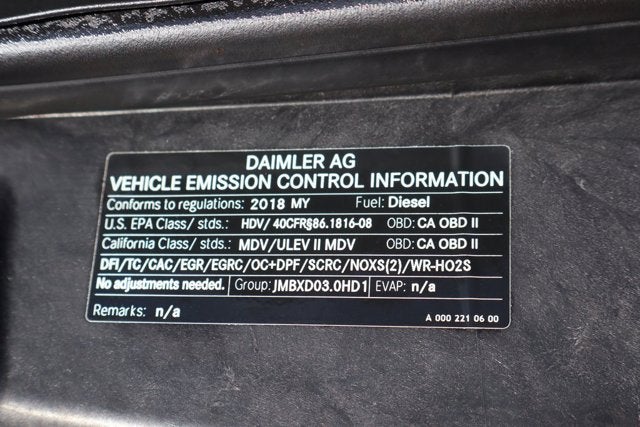 DAIMLER AG
VEHICLE EMISSION CONTROL INFORMATION
Conforms to regulations: 2018 MY Fuel: Diesel
U.S. EPA Class/ stds.: HDV/ 40CFR§86.1816-08 OBD: CA OBD II
California Class/ stds.: MDV/ULEV II MDV OBD: CA OBD II
DFI/TC/CAC/EGR/EGRC/OC+DPF/SCRC/NOXS(2)/WR-HO2S
No adjustments needed. Group: JMBXD03.0HD1 EVAP: n/a
Remarks: n/a
A 000 221 06 00